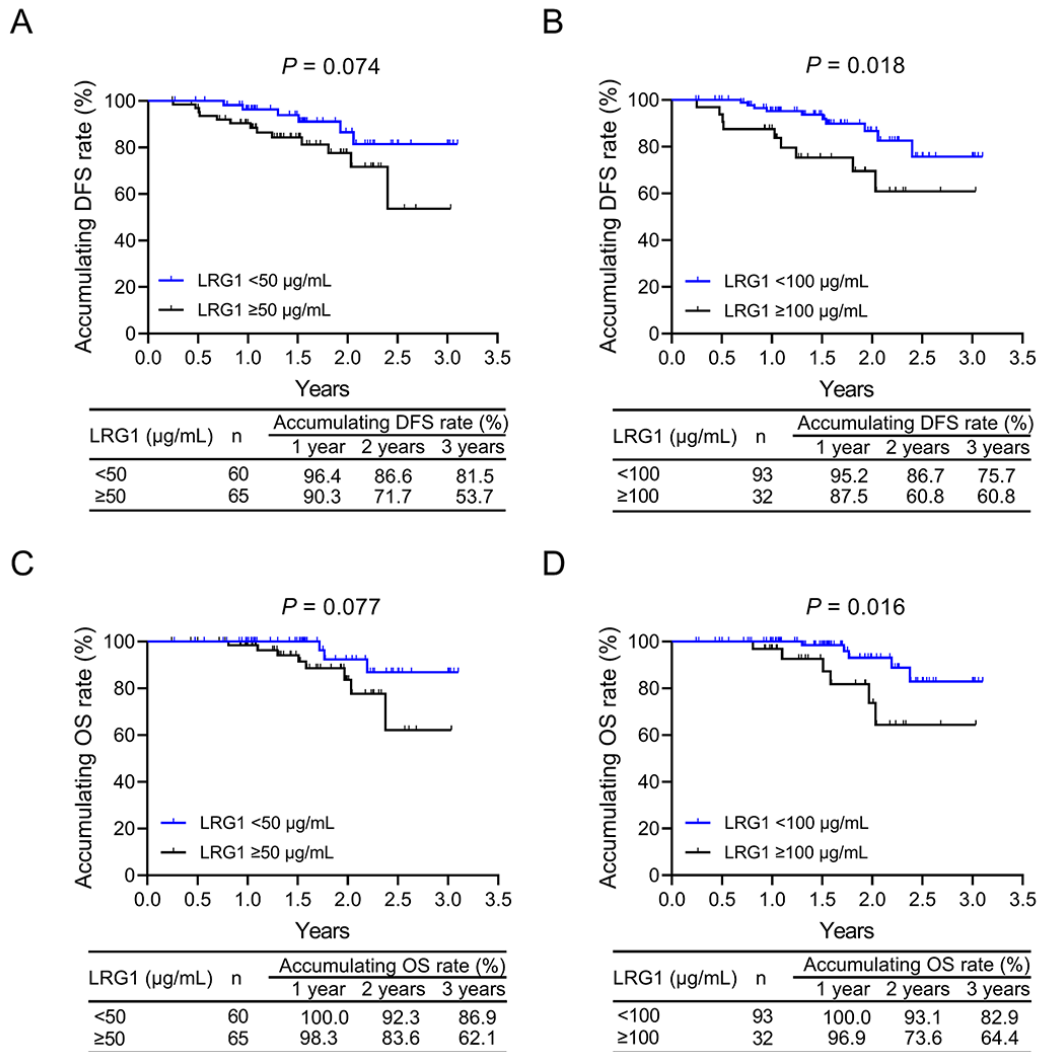 A
P = 0.074
Accumulating DFS rate (%)
100
80
60
40
20
0
LRG1 <50 µg/mL
LRG1 ≥50 µg/mL
0.0 0.5 1.0 1.5 2.0 2.5 3.0 3.5
Years
LRG1 (µg/mL) n Accumulating DFS rate (%)
1 year 2 years 3 years
<50 60 96.4 86.6 81.5
≥50 65 90.3 71.7 53.7
B
P = 0.018
Accumulating DFS rate (%)
100
80
60
40
20
0
LRG1 <100 µg/mL
LRG1 ≥100 µg/mL
0.0 0.5 1.0 1.5 2.0 2.5 3.0 3.5
Years
LRG1 (µg/mL) n Accumulating DFS rate (%)
1 year 2 years 3 years
<100 93 95.2 86.7 75.7
≥100 32 87.5 60.8 60.8
C
P = 0.077
Accumulating OS rate (%)
100
80
60
40
20
0
LRG1 <50 µg/mL
LRG1 ≥50 µg/mL
0.0 0.5 1.0 1.5 2.0 2.5 3.0 3.5
Years
LRG1 (µg/mL) n Accumulating OS rate (%)
1 year 2 years 3 years
<50 60 100.0 92.3 86.9
≥50 65 98.3 83.6 62.1
D
P = 0.016
Accumulating OS rate (%)
100
80
60
40
20
0
LRG1 <100 µg/mL
LRG1 ≥100 µg/mL
0.0 0.5 1.0 1.5 2.0 2.5 3.0 3.5
Years
LRG1 (µg/mL) n Accumulating OS rate (%)
1 year 2 years 3 years
<100 93 100.0 93.1 82.9
≥100 32 96.9 73.6 64.4